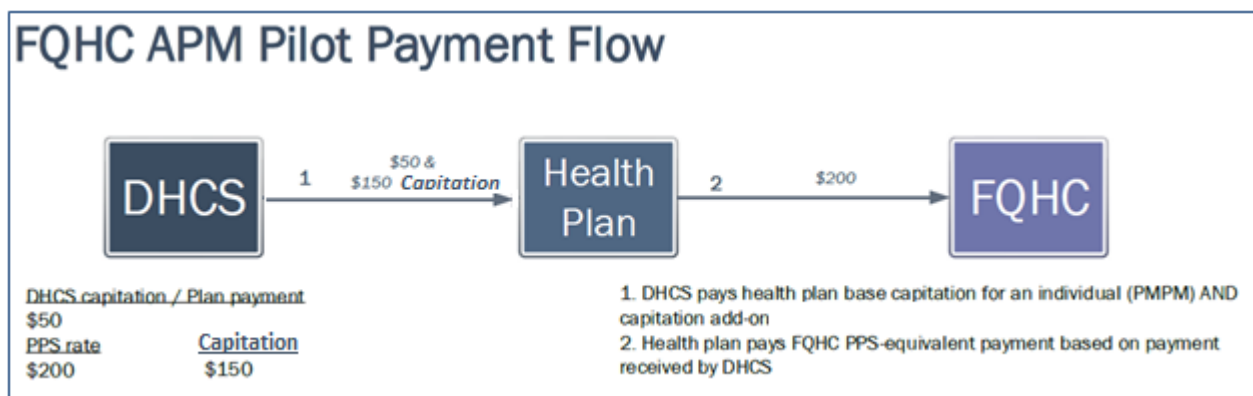 FQHC APM Pilot Payment Flow
DHCS
1
$50 &
$150 Capitation
Health
Plan
2
$200
FQHC
DHCS capitation / Plan payment
$50
PPS rate
$200
Capitation
$150
1. DHCS pays health plan base capitation for an individual (PMPM) AND
capitation add-on
2. Health plan pays FQHC PPS-equivalent payment based on payment
received by DHCS